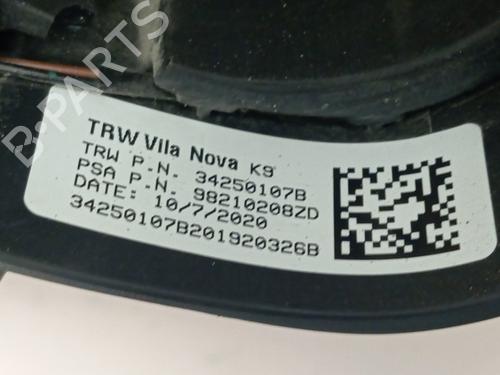 B-PARTS
TRW Vila Nova K9
TRW P.N. 34250107B
PSA P.N. 98210208ZD
DATE: 10/7/2020
34250107B201920326B